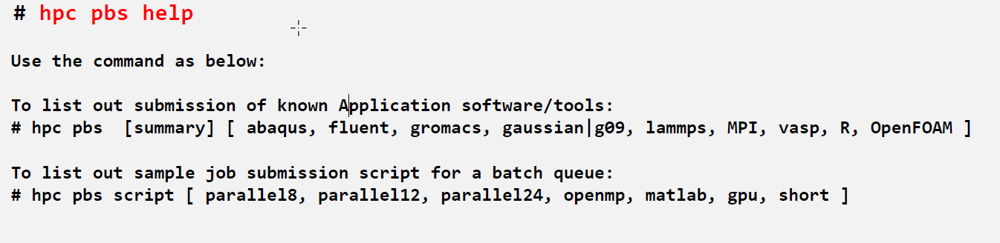 # hpc pbs help
Use the command as below:
To list out submission of known Application software/tools:
# hpc pbs  [summary] [ abaqus, fluent, gromacs, gaussian|g09, lammps, MPI, vasp, R, OpenFOAM ]
To list out sample job submission script for a batch queue:
# hpc pbs script [ parallel8, parallel12, parallel24, openmp, matlab, gpu, short ]